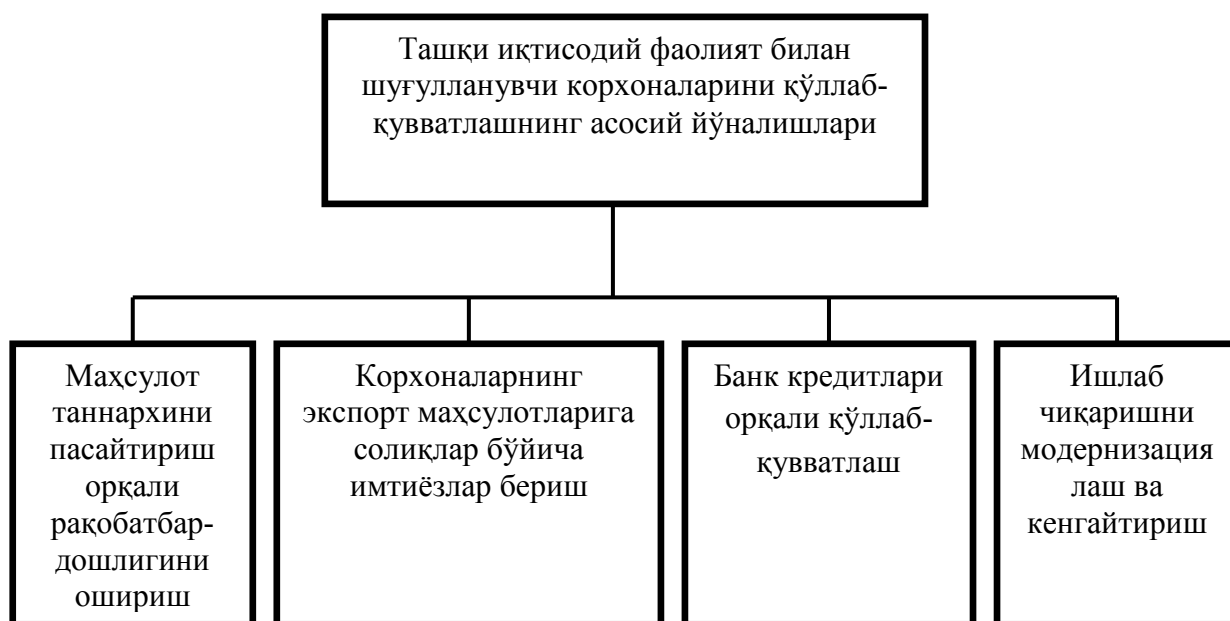 Ташқи иқтисодий фаолият билан
шуғулланувчи корхоналарини қўллаб-
қувватлашнинг асосий йўналишлари
Маҳсулот
таннархини
пасайтириш
орқали
рақобатбар-
дошлигини
ошириш
Корхоналарнинг
экспорт маҳсулотларига
солиқлар бўйича
имтиёзлар бериш
Банк кредитлари
орқали қўллаб-
қувватлаш
Ишлаб
чиқаришни
модернизация
лаш ва
кенгайтириш